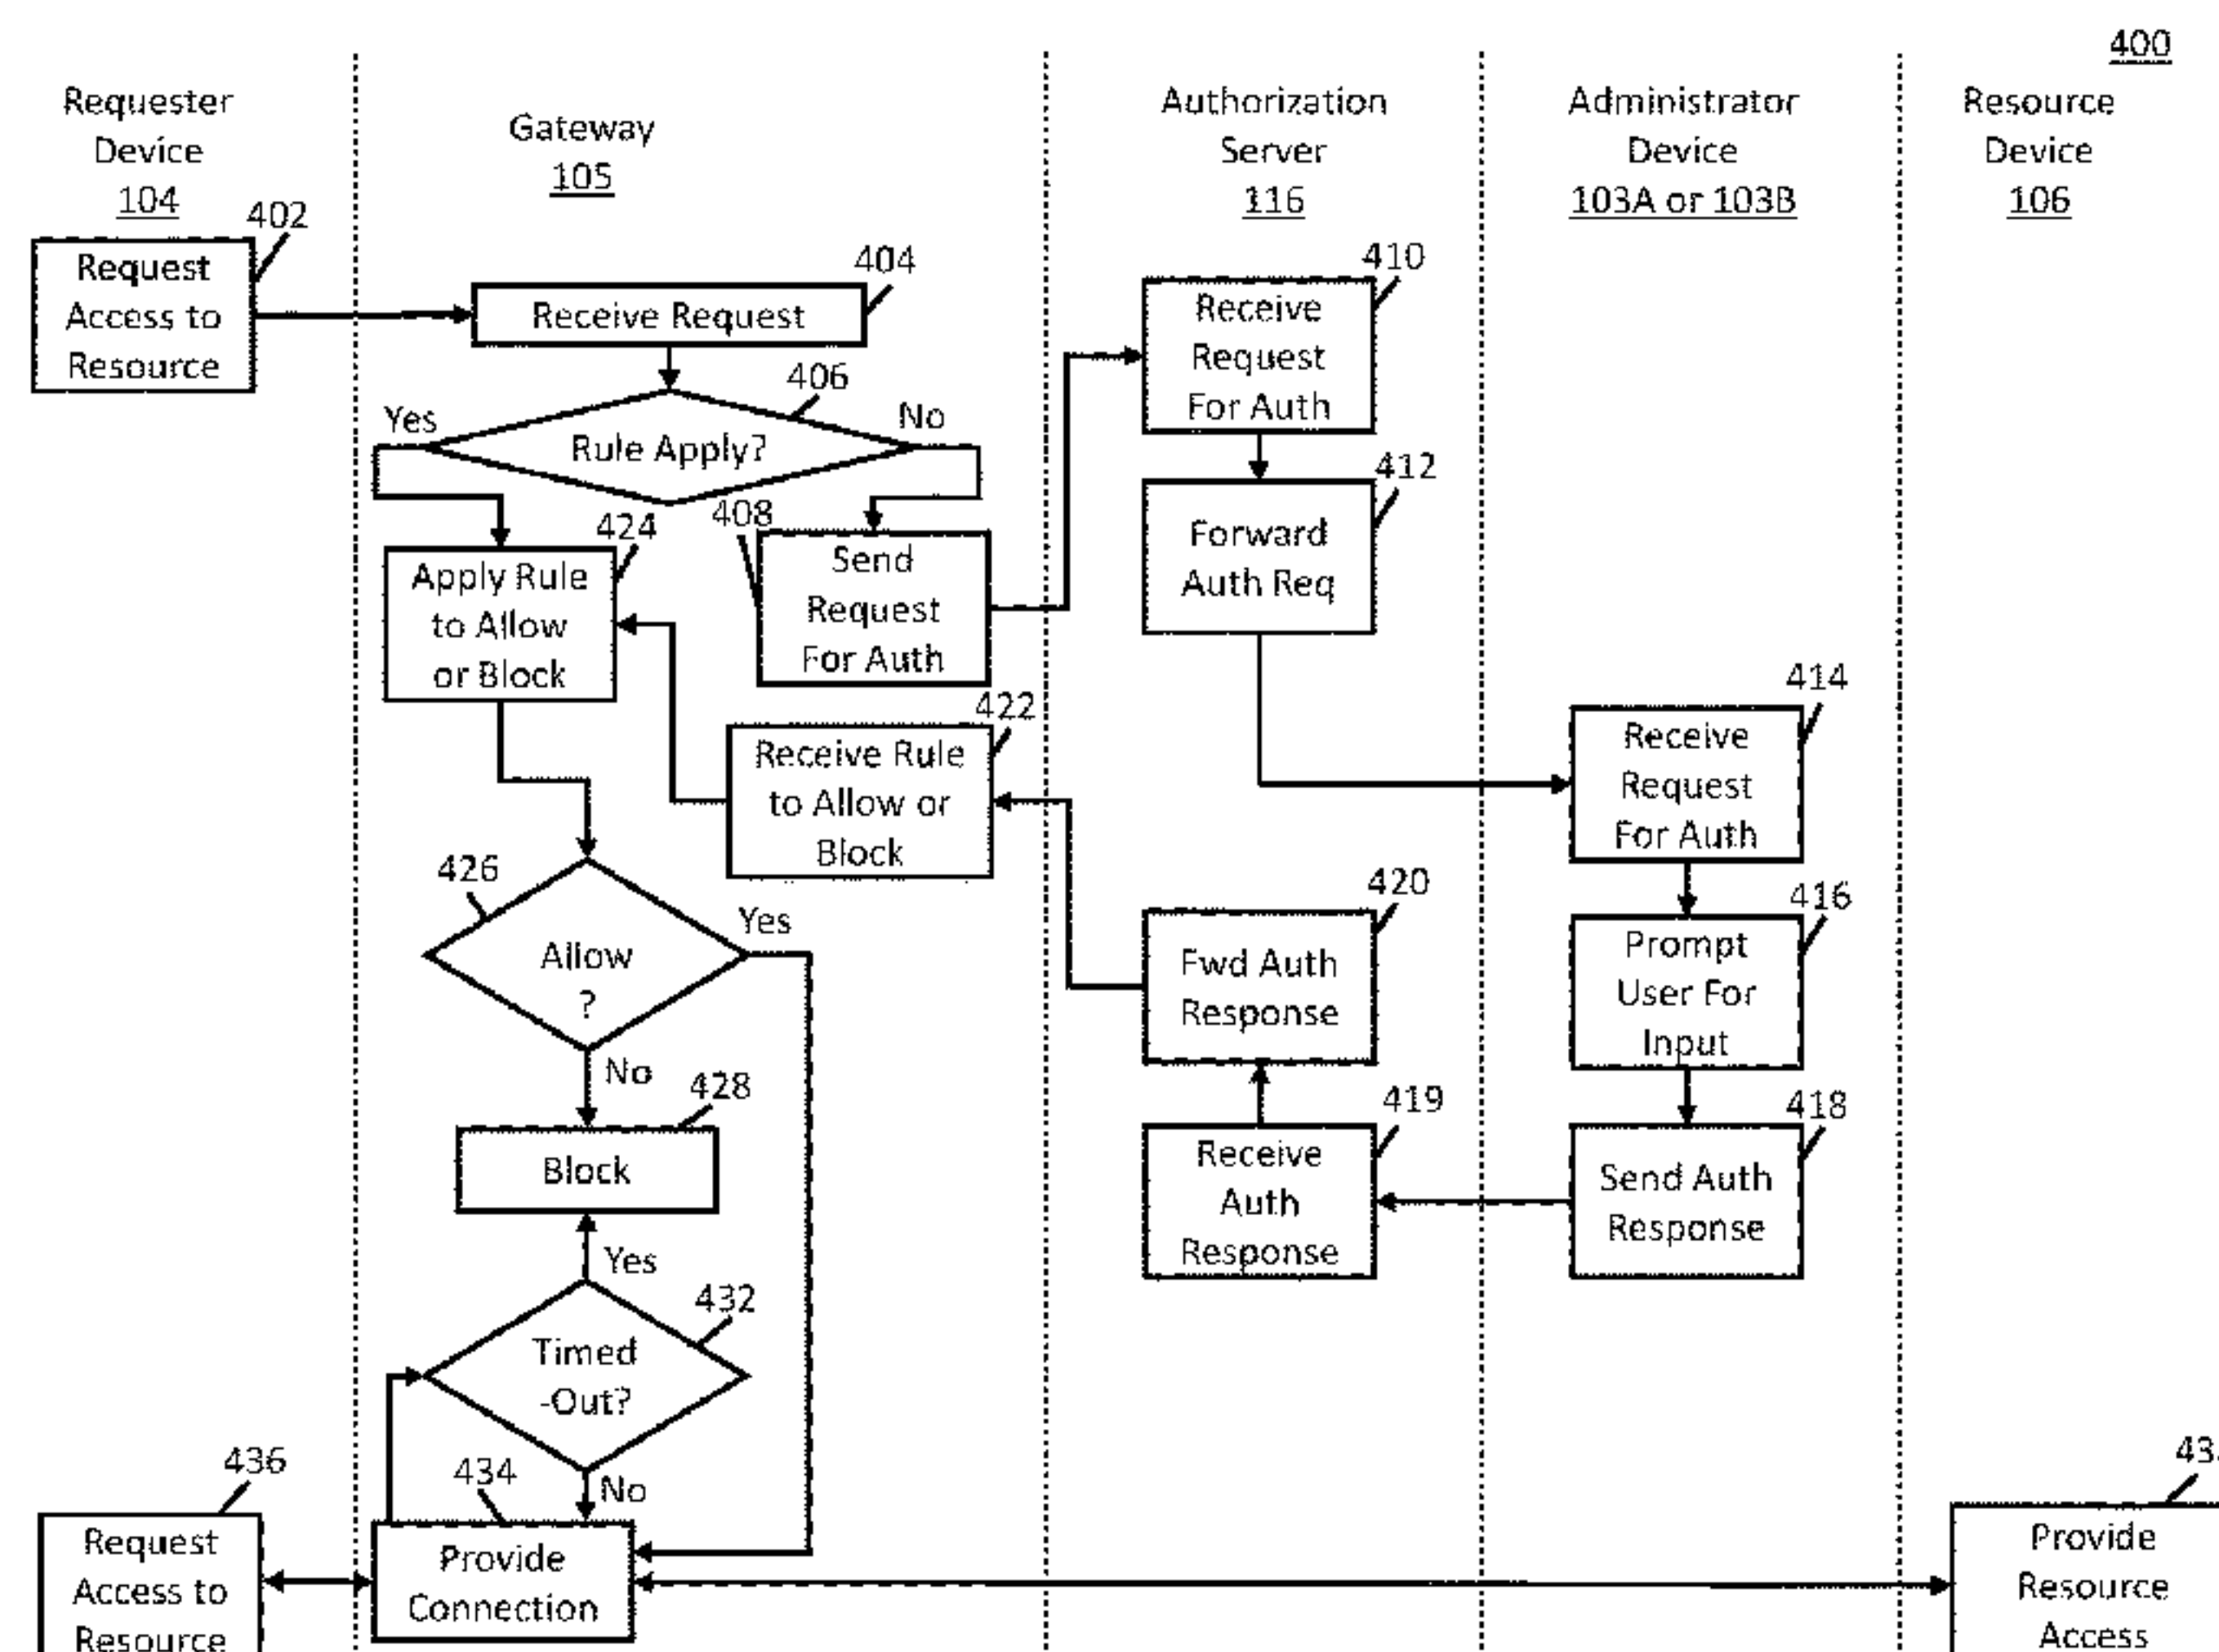 400
Requester
Device
104
Gateway
105
Authorization
Server
116
Administrator
Device
103A or 103B
Resource
Device
106
402
Request
Access to
Resource
404
Receive Request
406
Yes
No
Rule Apply?
408
Send
Request
For Auth
410
Receive
Request
For Auth
412
Forward
Auth Req
414
Receive
Request
For Auth
416
Prompt
User For
Input
418
Send Auth
Response
419
Receive
Auth
Response
420
Fwd Auth
Response
422
Receive Rule
to Allow or
Block
424
Apply Rule
to Allow
or Block
426
Allow
?
Yes
No
428
Block
Yes
432
Timed
-Out?
No
434
Provide
Connection
436
Request
Access to
Resource
Provide
Resource
Access